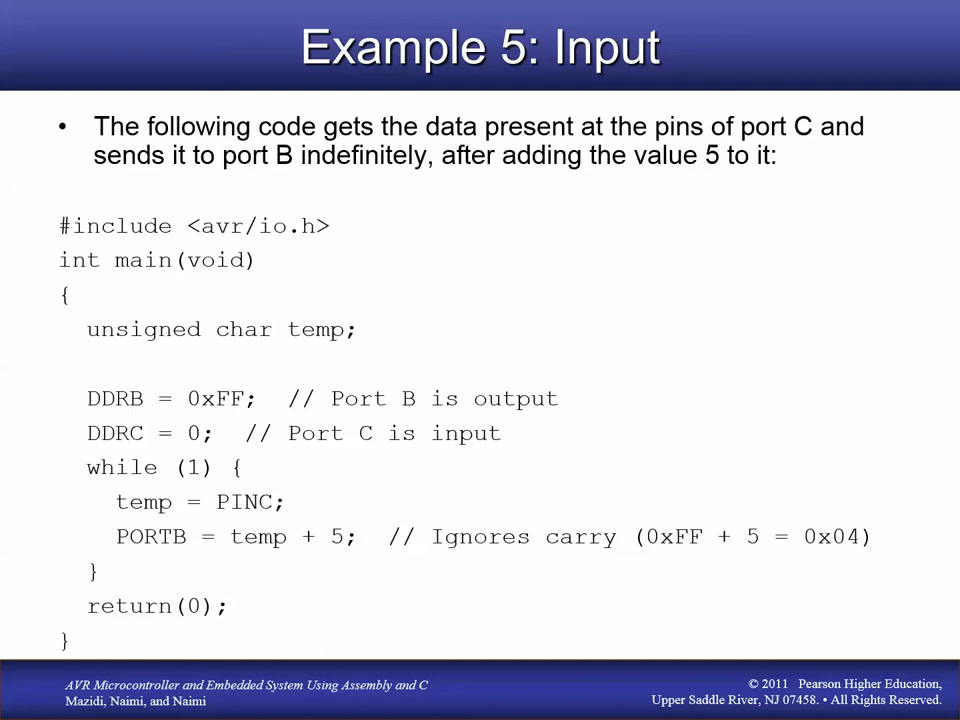 Example 5: Input
• The following code gets the data present at the pins of port C and
sends it to port B indefinitely, after adding the value 5 to it:
#include <avr/io.h>
int main(void)
{
  unsigned char temp;
  DDRB = 0xFF;  // Port B is output
  DDRC = 0;  // Port C is input
  while (1) {
    temp = PINC;
    PORTB = temp + 5;  // Ignores carry (0xFF + 5 = 0x04)
  }
  return(0);
}
AVR Microcontroller and Embedded System Using Assembly and C
Mazidi, Naimi, and Naimi
© 2011 Pearson Higher Education,
Upper Saddle River, NJ 07458. • All Rights Reserved.